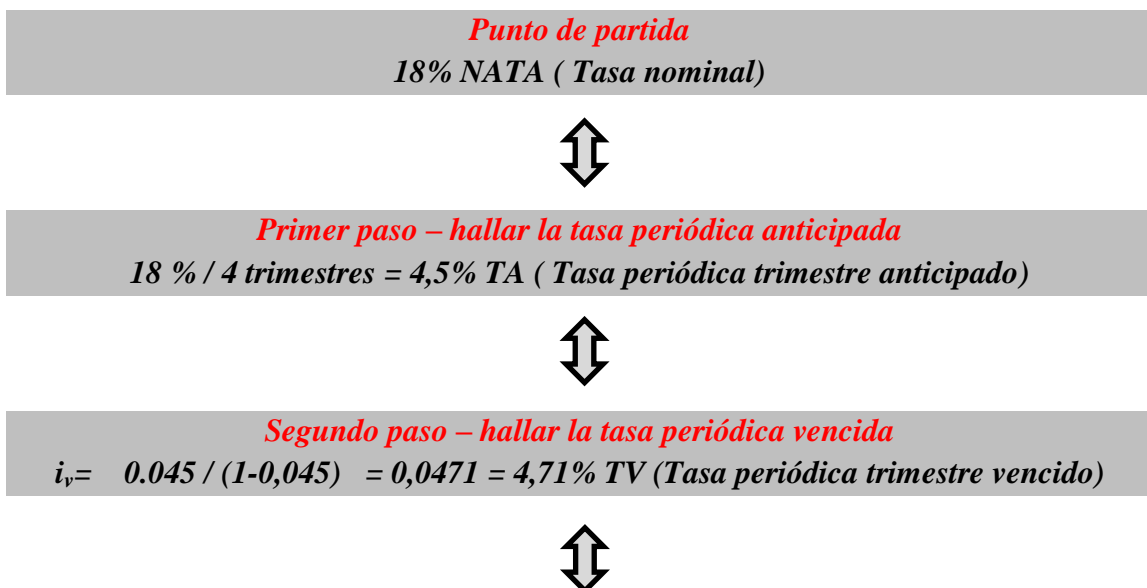 Punto de partida
18% NATA ( Tasa nominal)
Primer paso – hallar la tasa periódica anticipada
18 % / 4 trimestres = 4,5% TA ( Tasa periódica trimestre anticipado)
Segundo paso – hallar la tasa periódica vencida
iv= 0.045 / (1-0,045) = 0,0471 = 4,71% TV (Tasa periódica trimestre vencido)